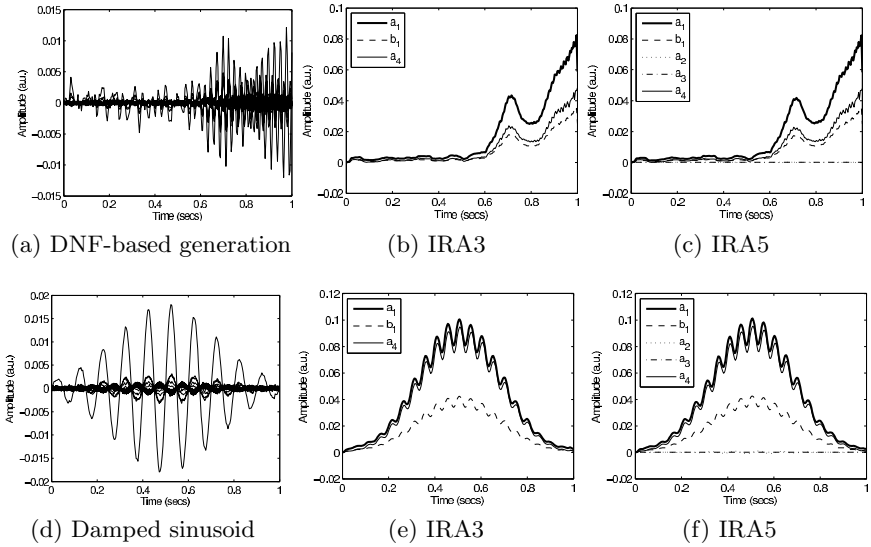 0.015
0.01
0.005
0
−0.005
−0.01
−0.015
Amplitude (a.u.)
0 0.2 0.4 0.6 0.8 1
Time (secs)
(a) DNF-based generation
0.1
0.08
0.06
0.04
0.02
0
−0.02
Amplitude (a.u.)
a1
b1
a4
0 0.2 0.4 0.6 0.8 1
Time (secs)
(b) IRA3
0.1
0.08
0.06
0.04
0.02
0
−0.02
Amplitude (a.u.)
a1
b1
a2
a3
a4
0 0.2 0.4 0.6 0.8 1
Time (secs)
(c) IRA5
0.02
0.015
0.01
0.005
0
−0.005
−0.01
−0.015
−0.02
Amplitude (a.u.)
0 0.2 0.4 0.6 0.8 1
Time (secs)
(d) Damped sinusoid
0.12
0.1
0.08
0.06
0.04
0.02
0
−0.02
Amplitude (a.u.)
a1
b1
a4
0 0.2 0.4 0.6 0.8 1
Time (secs)
(e) IRA3
0.12
0.1
0.08
0.06
0.04
0.02
0
−0.02
Amplitude (a.u.)
a1
b1
a2
a3
a4
0 0.2 0.4 0.6 0.8 1
Time (secs)
(f) IRA5